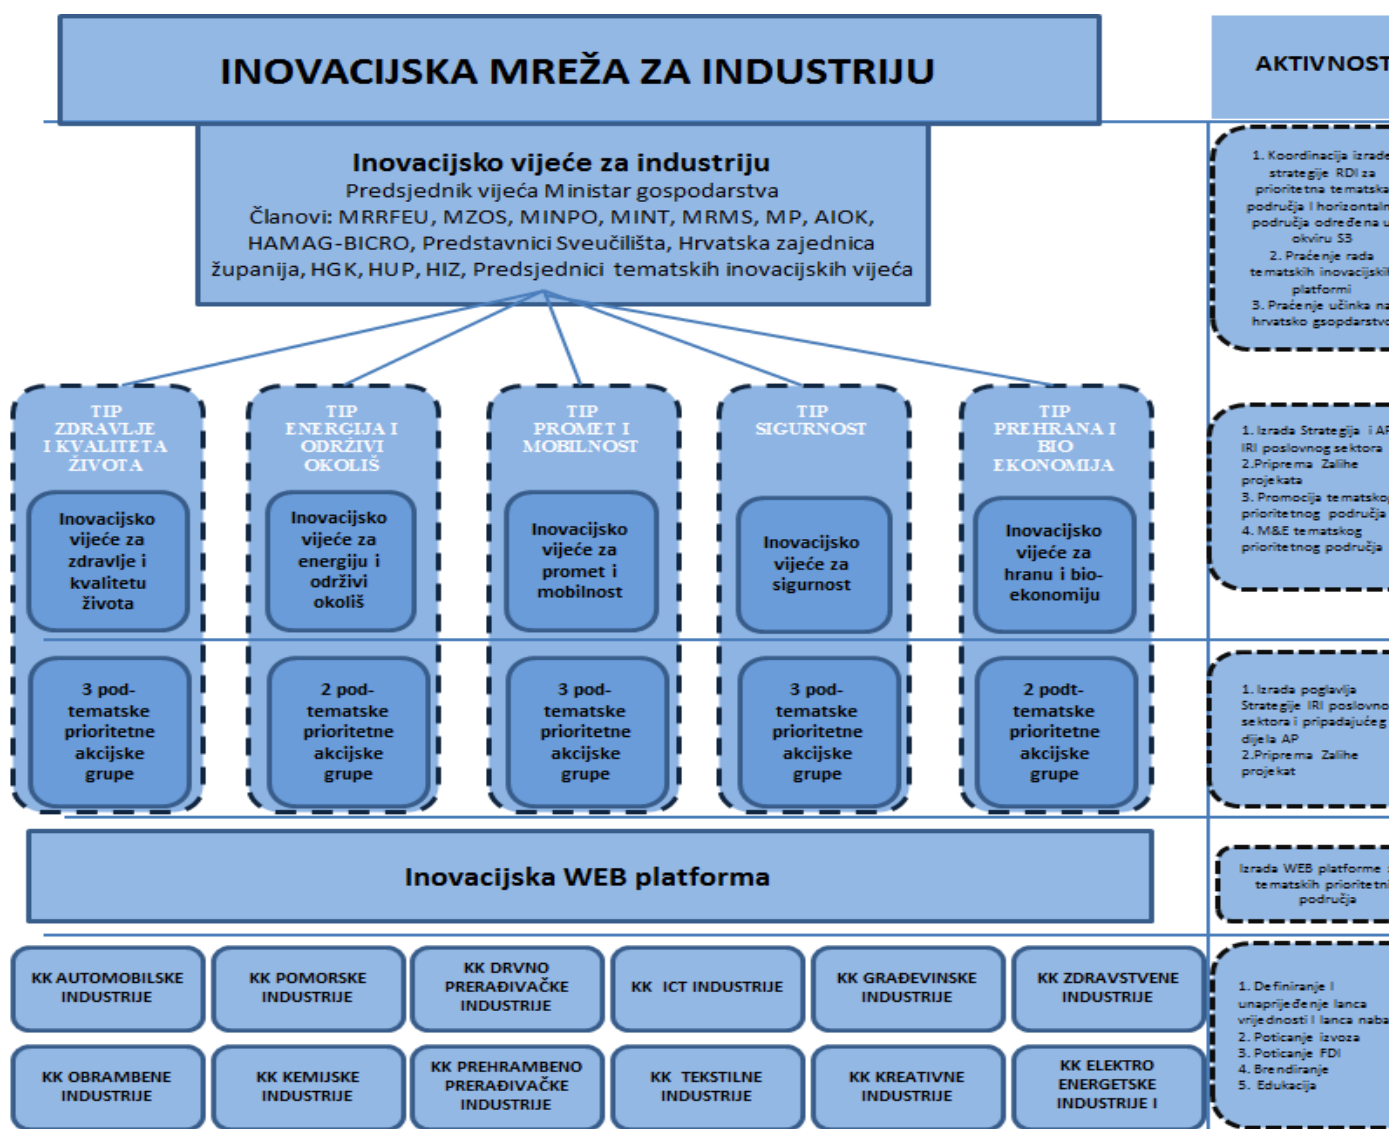 INOVACIJSKA MREŽA ZA INDUSTRIJU
AKTIVNOST
Inovacijsko vijeće za industriju
Predsjednik vijeća Ministar gospodarstva
Članovi: MRRFEU, MZOS, MINPO, MINT, MRMS, MP, AIOK,
HAMAG-BICRO, Predstavnici Sveučilišta, Hrvatska zajednica
županija, HGK, HUP, HIZ, Predsjednici tematskih inovacijskih vijeća
1. Koordinacija izrade
strategije RDI za
prioritetna tematska
područja I horizontaln
područja određena u
okviru S3
2. Praćenje rada
tematskih inovacijskih
platformi
3. Praćenje učinka na
hrvatsko gsopdarstvo
TIP
ZDRAVLJE
I KVALITETA
ŽIVOTA
TIP
ENERGIJA I
ODRŽIVI
OKOLIŠ
TIP
PROMET I
MOBILNOST
TIP
SIGURNOST
TIP
PREHRANA I
BIO
EKONOMIJA
1. Izrada Strategija i AP
IRI poslovnog sektora
2.Priprema Zalihe
projekata
3. Promocija tematskog
prioritetnog područja
4. M&E tematskog
prioritetnog područja
Inovacijsko
vijeće za
zdravlje i
kvalitetu
života
Inovacijsko
vijeće za
energiju i
održivi
okoliš
Inovacijsko
vijeće za
promet i
mobilnost
Inovacijsko
vijeće za
sigurnost
Inovacijsko
vijeće za
hranu i bio-
ekonomiju
3 pod-
tematske
prioritetne
akcijske
grupe
2 pod-
tematske
prioritetne
akcijske
grupe
3 pod-
tematske
prioritetne
akcijske
grupe
3 pod-
tematske
prioritetne
akcijske
grupe
2 podt-
tematske
prioritetne
akcijske
grupe
1. Izrada poglavlja
Strategije IRI poslovno
sektora i pripadajućeg
dijela AP
2.Priprema Zalihe
projekat
Inovacijska WEB platforma
Izrada WEB platforme
tematskih prioritetni
područja
KK AUTOMOBILSKE
INDUSTRIJE
KK POMORSKE
INDUSTRIJE
KK DRVNO
PRERAĐIVAČKE
INDUSTRIJE
KK ICT INDUSTRIJE
KK GRAĐEVINSKE
INDUSTRIJE
KK ZDRAVSTVENE
INDUSTRIJE
KK OBRAMBENE
INDUSTRIJE
KK KEMIJSKE
INDUSTRIJE
KK PREHRAMBENO
PRERAĐIVAČKE
INDUSTRIJE
KK TEKSTILNE
INDUSTRIJE
KK KREATIVNE
INDUSTRIJE
KK ELEKTRO
ENERGETSKE
INDUSTRIJE I
1. Definiranje I
unaprijeđenje lanca
vrijednosti I lanca naba
2. Poticanje izvoza
3. Poticanje FDI
4. Brendiranje
5. Edukacija